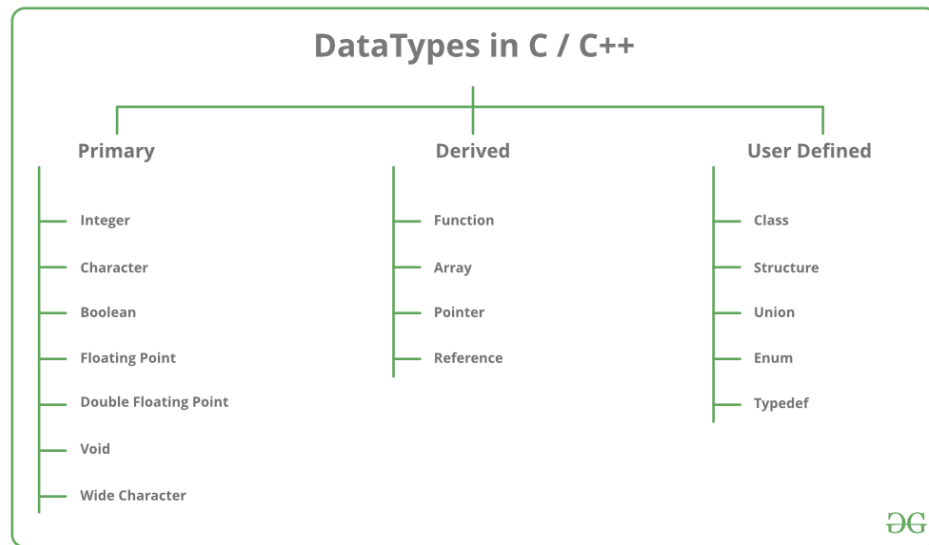 DataTypes in C / C++
Primary
Integer
Character
Boolean
Floating Point
Double Floating Point
Void
Wide Character
Derived
Function
Array
Pointer
Reference
User Defined
Class
Structure
Union
Enum
Typedef